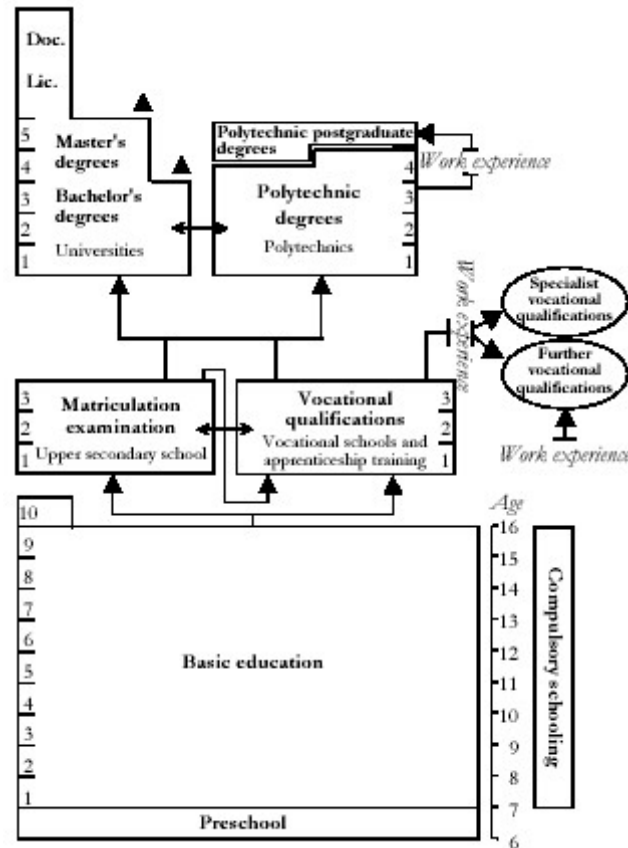 Doc.
Lic.
5
Master's
degrees
4
3
Bachelor's
degrees
2
Universities
1
Polytechnic postgraduate
degrees
Work experience
4
Polytechnic
degrees
3
2
Polytechnics
1
Work experience
Specialist
vocational
qualifications
Further
vocational
qualifications
Work experience
3
Matriculation
examination
2
Upper secondary school
1
Vocational
qualifications
3
2
Vocational schools and
apprenticeship training
1
10
9
8
7
6
5
4
3
2
1
Basic education
Preschool
Age
16
15
14
13
12
11
10
9
8
7
6
Compulsory schooling